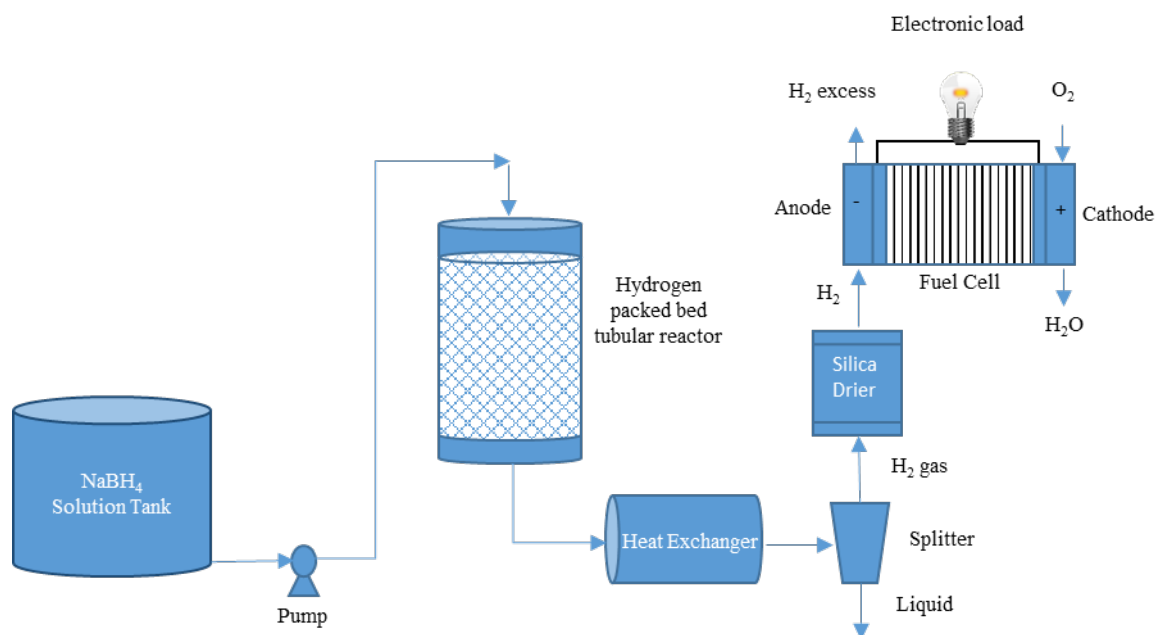 Electronic load
H₂ excess
O₂
Anode
-
+
Cathode
Fuel Cell
H₂
H₂O
Hydrogen
packed bed
tubular reactor
Silica
Drier
NaBH₄
Solution Tank
H₂ gas
Heat Exchanger
Splitter
Pump
Liquid